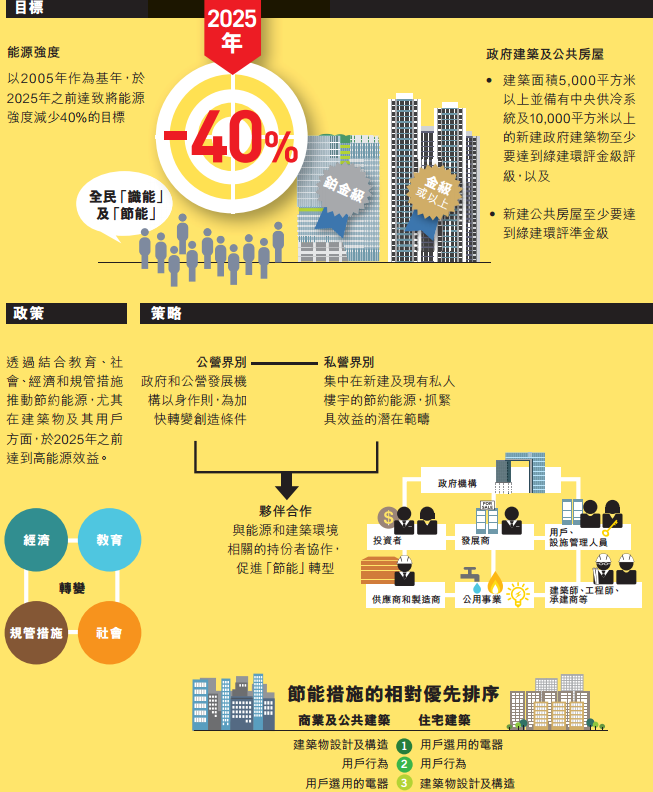 目標
2025
年
能源強度
以2005年作為基年，於
2025年之前達致將能源
強度減少40%的目標
-40%
全民「識能」
及「節能」
鉑金級
金級
或以上
政府建築及公共房屋
• 建築面積5,000平方米
以上並備有中央供冷系
統及10,000平方米以上
的新建政府建築物至少
要達到綠建環評金級評
級，以及
• 新建公共房屋至少要達
到綠建環評準金級
政策
透過結合教育、社
會、經濟和規管措施
推動節約能源，尤其
在建築物及其用戶
方面，於2025年之前
達到高能源效益。
經濟
教育
轉變
規管措施
社會
策略
公營界別
政府和公營發展機
構以身作則，為加
快轉變創造條件
私營界別
集中在新建及現有私人
樓宇的節約能源，抓緊
具效益的潛在範疇
夥伴合作
與能源和建築環境
相關的持份者協作，
促進「節能」轉型
政府機構
$
投資者
FOR
SALE
發展商
用戶、
設施管理人員
供應商和製造商
公用事業
建築師、工程師、
承建商等
節能措施的相對優先排序
商業及公共建築 住宅建築
建築物設計及構造 1 用戶選用的電器
用戶行為 2 用戶行為
用戶選用的電器 3 建築物設計及構造